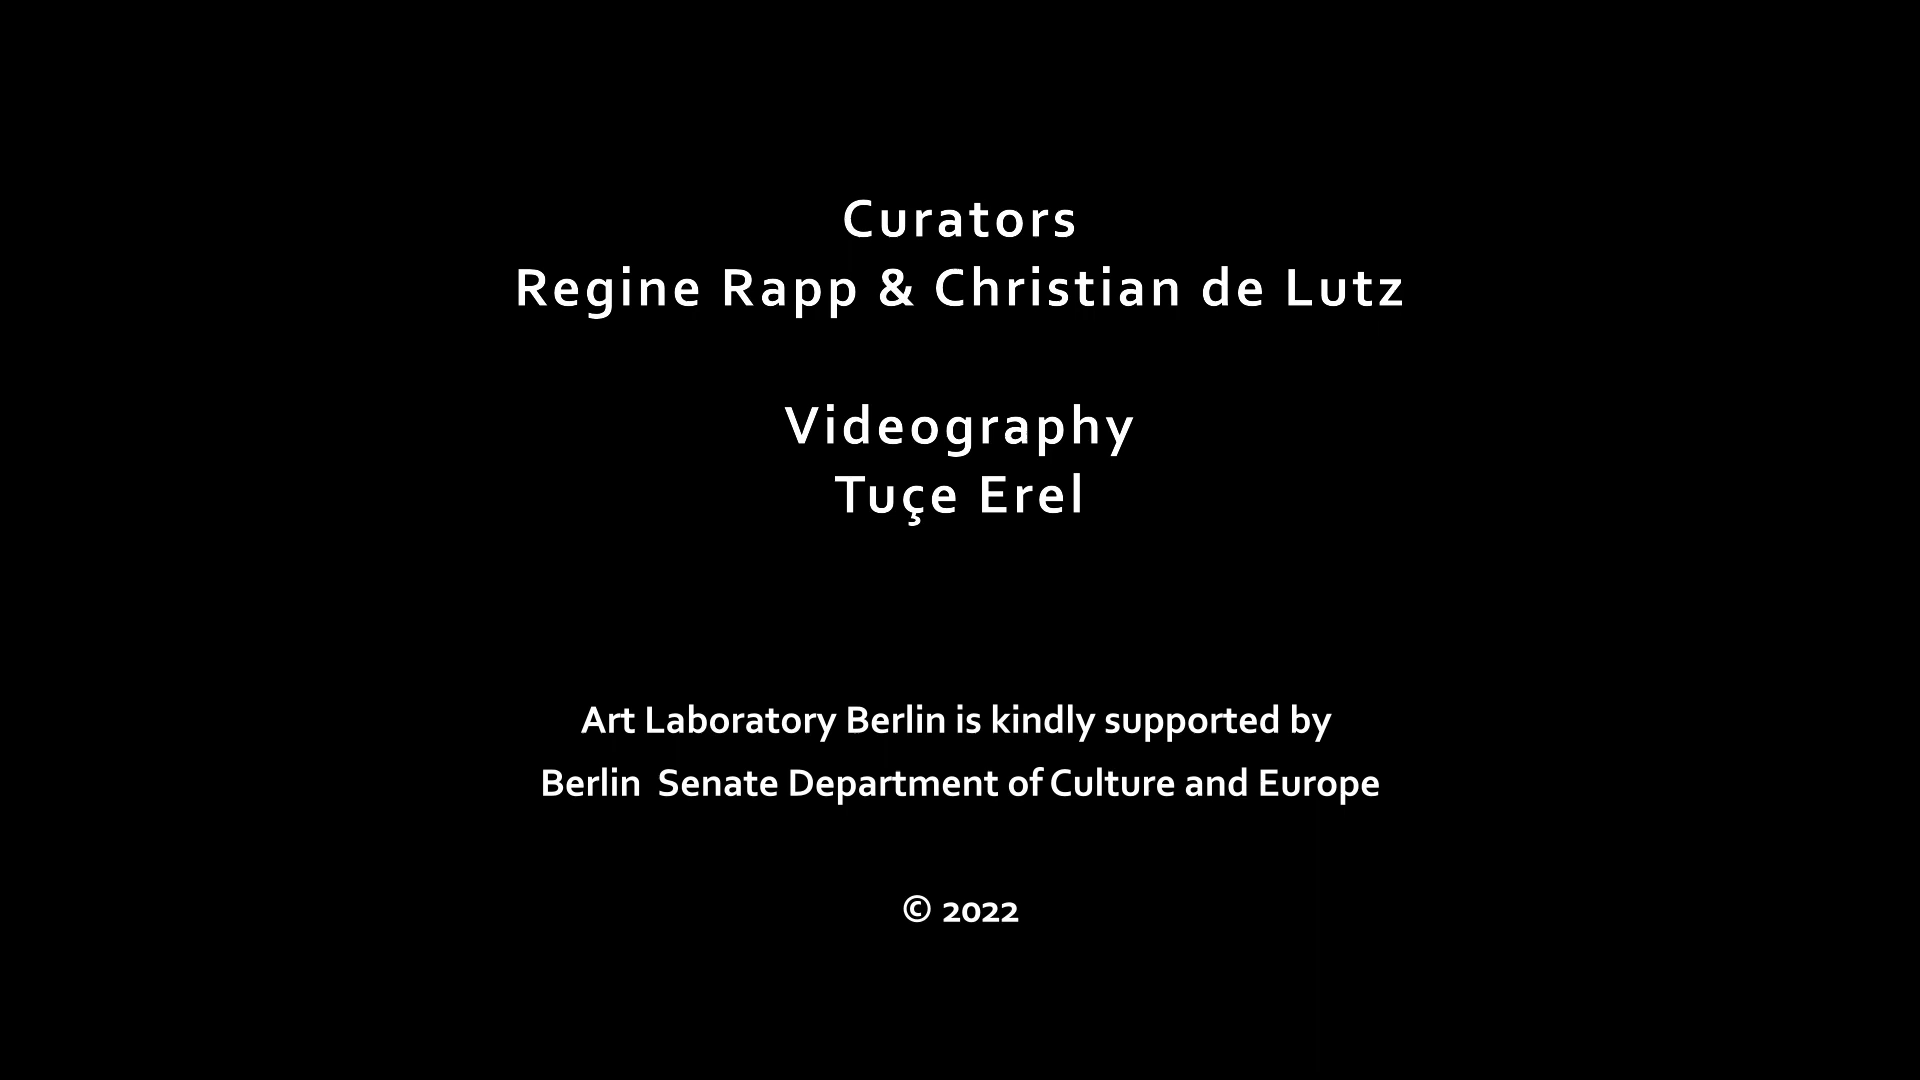 Curators
Regine Rapp & Christian de Lutz
Videography
Tuçe Erel
Art Laboratory Berlin is kindly supported by
Berlin  Senate Department of Culture and Europe
© 2022